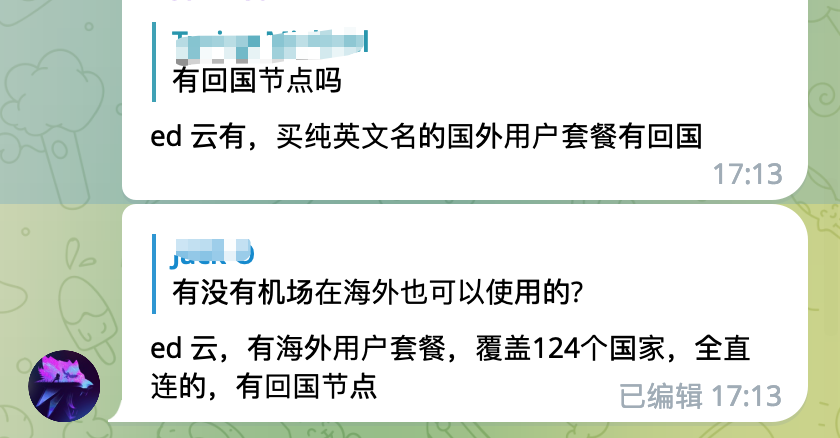 有回国节点吗
ed 云有，买纯英文名的国外用户套餐有回国
17:13
有没有机场在海外也可以使用的?
ed 云，有海外用户套餐，覆盖124个国家，全直
连的，有回国节点
已编辑 17:13